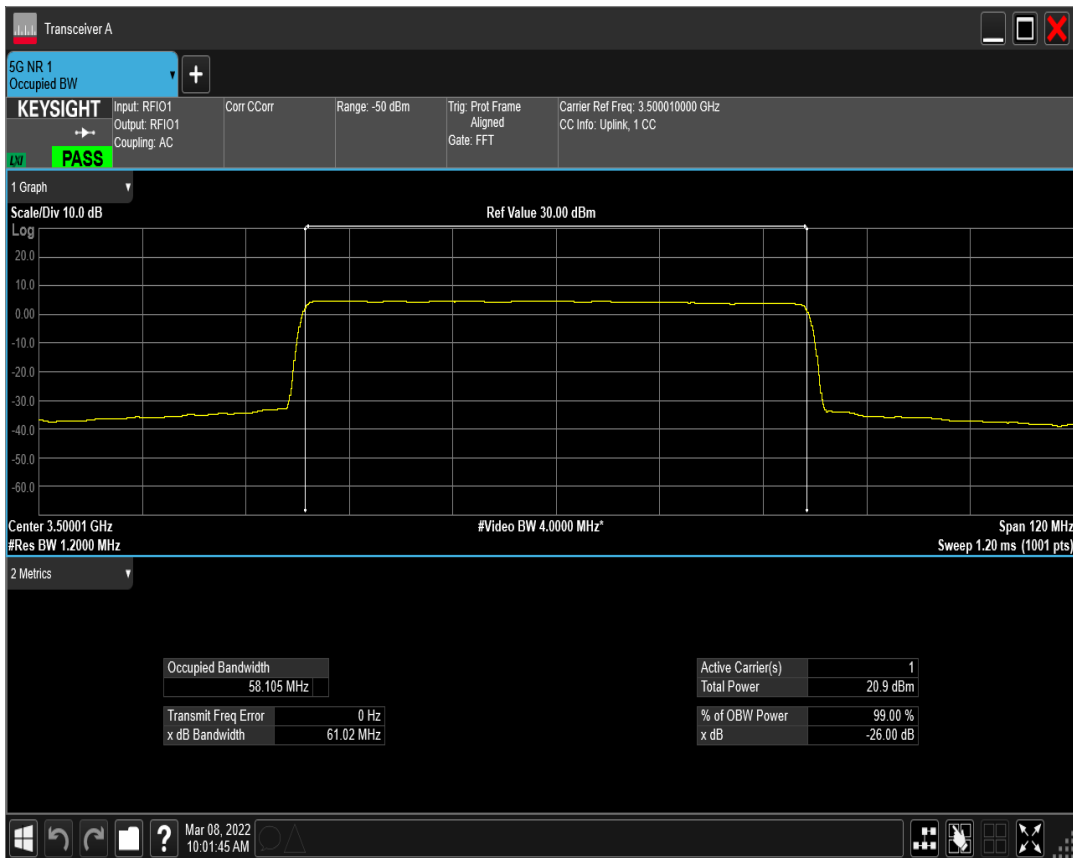 Transceiver A
5G NR 1
Occupied BW
KEYSIGHT
LXI
PASS
Input: RFIO1
Output: RFIO1
Coupling: AC
Corr CCorr
Range: -50 dBm
Trig: Prot Frame
Aligned
Gate: FFT
Carrier Ref Freq: 3.500010000 GHz
CC Info: Uplink, 1 CC
1 Graph
Scale/Div 10.0 dB
Ref Value 30.00 dBm
Log
20.0
10.0
0.00
-10.0
-20.0
-30.0
-40.0
-50.0
-60.0
Center 3.50001 GHz
#Video BW 4.0000 MHz*
Span 120 MHz
#Res BW 1.2000 MHz
Sweep 1.20 ms (1001 pts)
2 Metrics
Occupied Bandwidth
58.105 MHz
Transmit Freq Error 0 Hz
x dB Bandwidth 61.02 MHz
Active Carrier(s) 1
Total Power 20.9 dBm
% of OBW Power 99.00 %
x dB -26.00 dB
?
Mar 08, 2022
10:01:45 AM